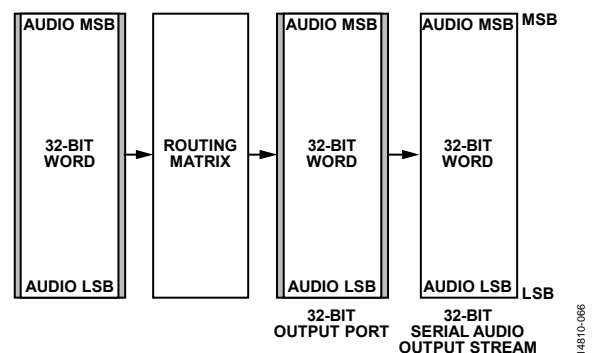 AUDIO MSB
32-BIT
WORD
AUDIO LSB
ROUTING
MATRIX
AUDIO MSB
32-BIT
WORD
AUDIO LSB
32-BIT
OUTPUT PORT
AUDIO MSB
32-BIT
WORD
AUDIO LSB
32-BIT
SERIAL AUDIO
OUTPUT STREAM
MSB
LSB
14810-066